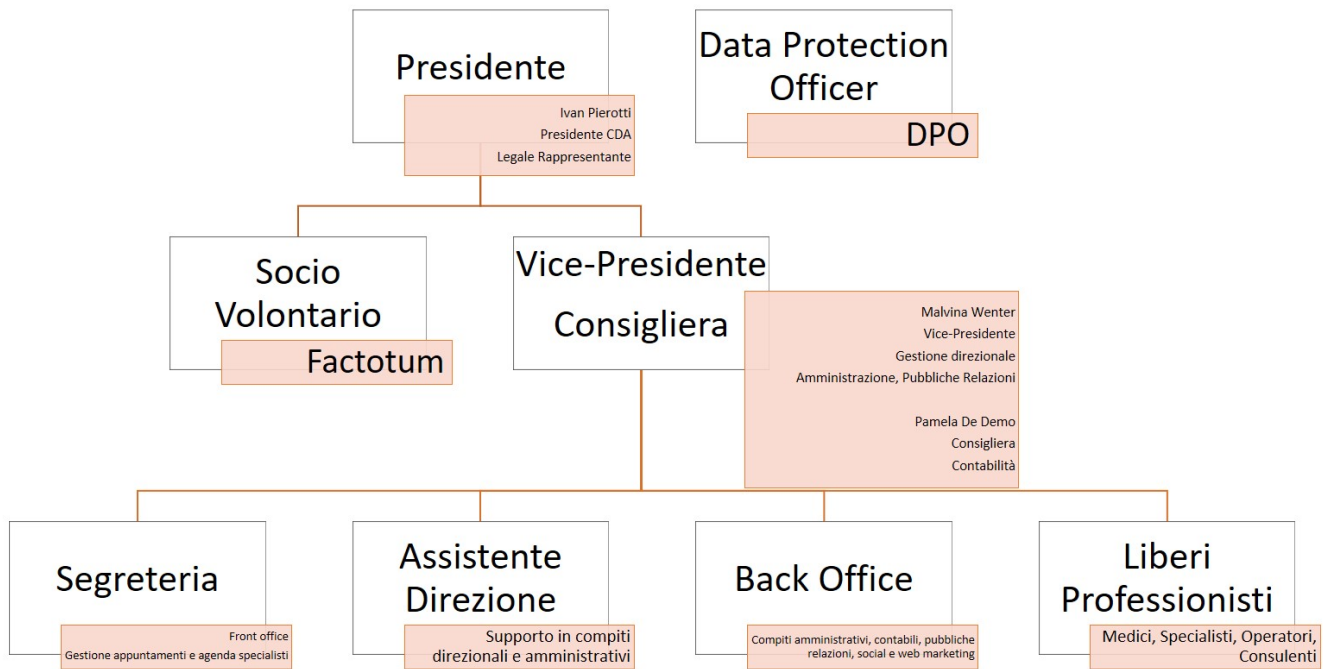 Presidente
Ivan Pierotti
Presidente CDA
Legale Rappresentante
Data Protection
Officer
DPO
Socio
Volontario
Factotum
Vice-Presidente
Consigliera
Malvina Wenter
Vice-Presidente
Gestione direzionale
Amministrazione, Pubbliche Relazioni
Pamela De Demo
Consigliera
Contabilità
Segreteria
Front office
Gestione appuntamenti e agenda specialisti
Assistente
Direzione
Supporto in compiti
direzionali e amministrativi
Back Office
Compiti amministrativi, contabili, pubbliche
relazioni, social e web marketing
Liberi
Professionisti
Medici, Specialisti, Operatori,
Consulenti